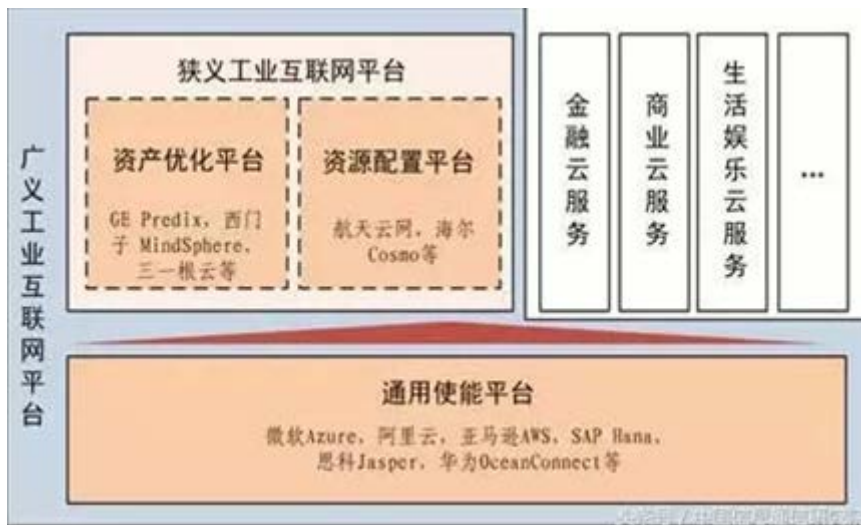 广义工业互联网平台
狭义工业互联网平台
资产优化平台
GE Predix、西门
子 MindSphere、
三一根云等
资源配置平台
航天云网、海尔
Cosmo等
金融云服务
商业云服务
生活娱乐云服务
...
通用使能平台
微软Azure、阿里云、亚马逊AWS、SAP Hana、
思科Jasper、华为OceanConnect等